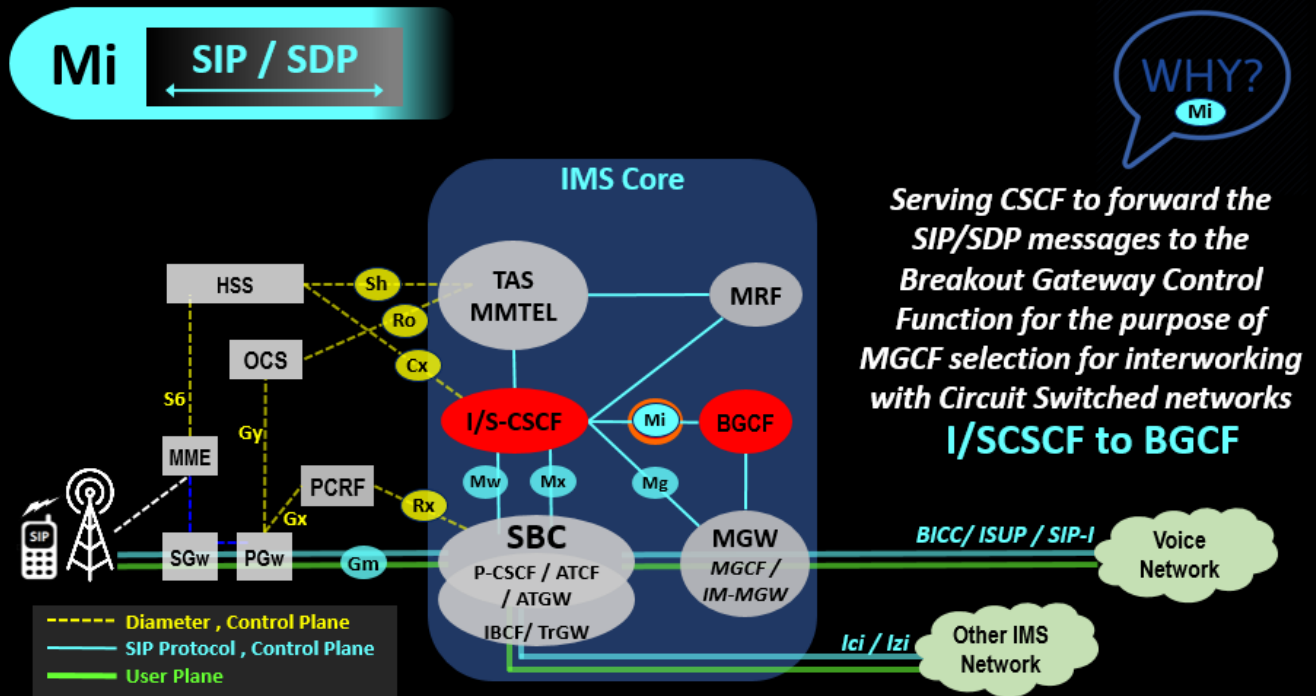 Mi
SIP / SDP
WHY?
Mi
IMS Core
Serving CSCF to forward the
SIP/SDP messages to the
Breakout Gateway Control
Function for the purpose of
MGCF selection for interworking
with Circuit Switched networks
I/SCSCF to BGCF
HSS
Sh
TAS
MMTEL
MRF
Ro
OCS
Cx
S6
I/S-CSCF
Mi
BGCF
Gy
MME
PCRF
Mw
Mx
Mg
Gx
Rx
SIP
SGw
PGw
Gm
SBC
P-CSCF / ATCF
/ ATGW
IBCF/ TrGW
MGW
MGCF /
IM-MGW
BICC/ ISUP / SIP-I
Voice
Network
Ici / Izi
Other IMS
Network
Diameter , Control Plane
SIP Protocol , Control Plane
User Plane